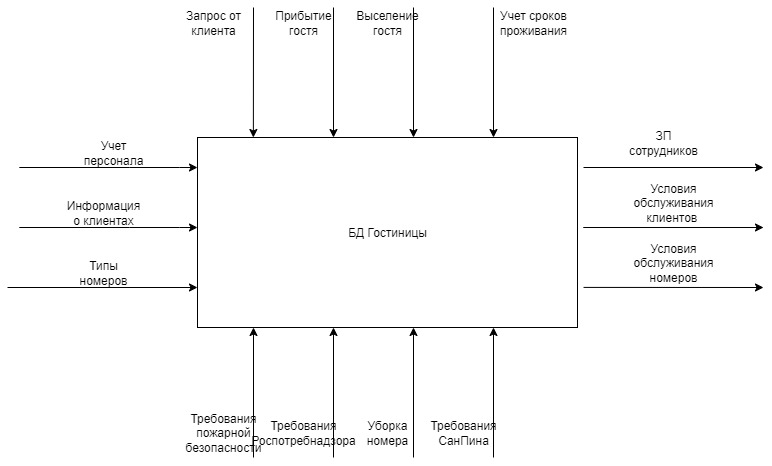 Запрос от
клиента
Прибытие
гостя
Выселение
гостя
Учет сроков
проживания
Учет
персонала
Информация
о клиентах
Типы
номеров
БД Гостиницы
ЗП
сотрудников
Условия
обслуживания
клиентов
Условия
обслуживания
номеров
Требования
пожарной
безопасности
Требования
Роспотребнадзора
Уборка
номера
Требования
СанПина